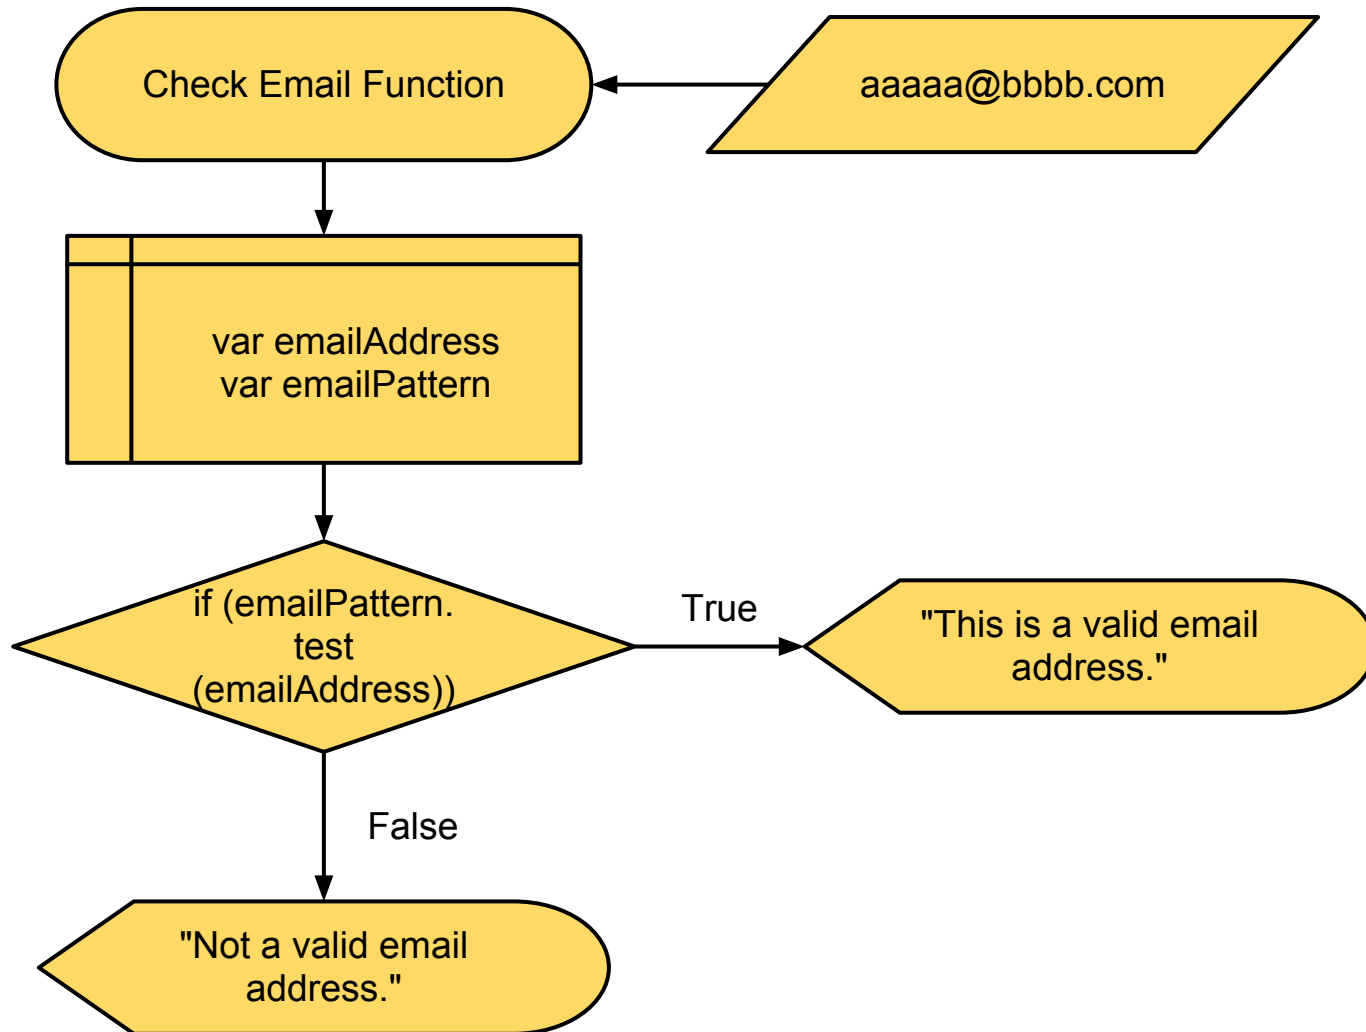 Check Email Function
aaaaa@bbbb.com
var emailAddress
var emailPattern
if (emailPattern.
test
(emailAddress))
True
"This is a valid email
address."
False
"Not a valid email
address."